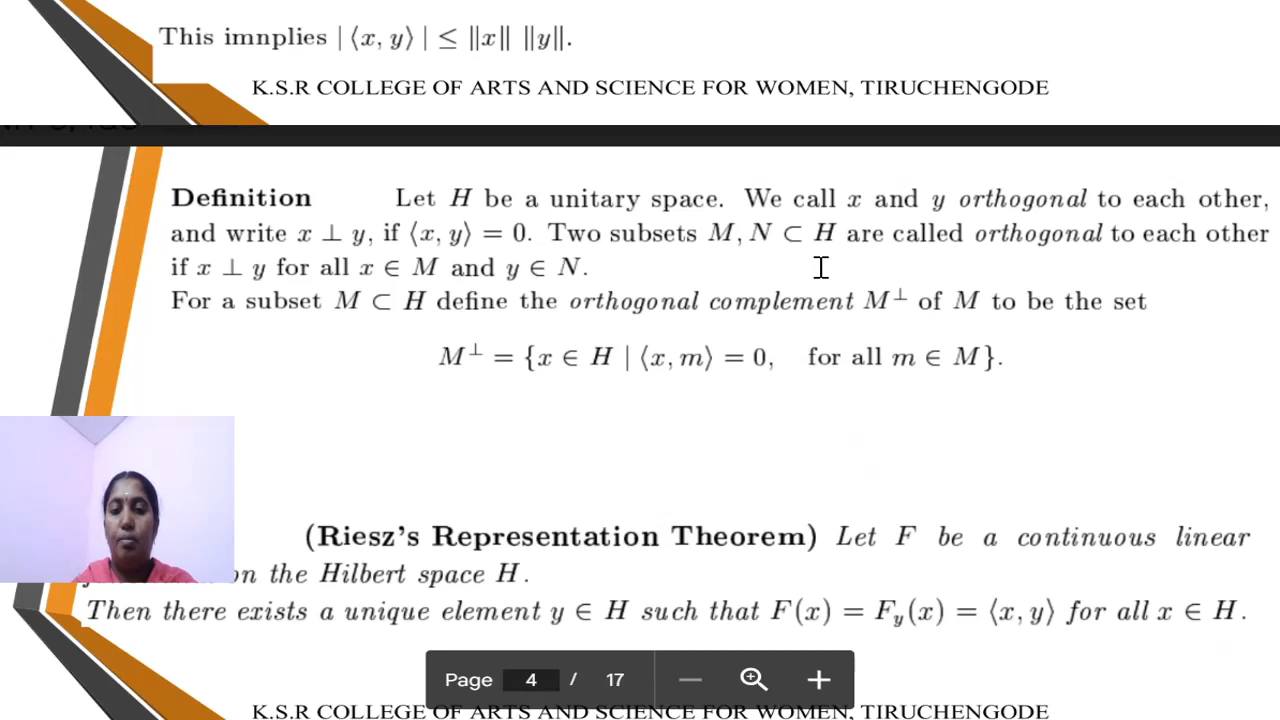 This imnplies | ⟨x, y⟩ | ≤ ‖x‖ ‖y‖.
K.S.R COLLEGE OF ARTS AND SCIENCE FOR WOMEN, TIRUCHENGODE
Definition Let H be a unitary space. We call x and y orthogonal to each other,
and write x ⊥ y, if ⟨x, y⟩ = 0. Two subsets M, N ⊂ H are called orthogonal to each other
if x ⊥ y for all x ∈ M and y ∈ N.
For a subset M ⊂ H define the orthogonal complement M⊥ of M to be the set
M⊥ = {x ∈ H | ⟨x, m⟩ = 0, for all m ∈ M}.
(Riesz's Representation Theorem) Let F be a continuous linear
on the Hilbert space H.
Then there exists a unique element y ∈ H such that F(x) = F_y(x) = ⟨x, y⟩ for all x ∈ H.
Page 4 / 17
K.S.R COLLEGE OF ARTS AND SCIENCE FOR WOMEN, TIRUCHENGODE